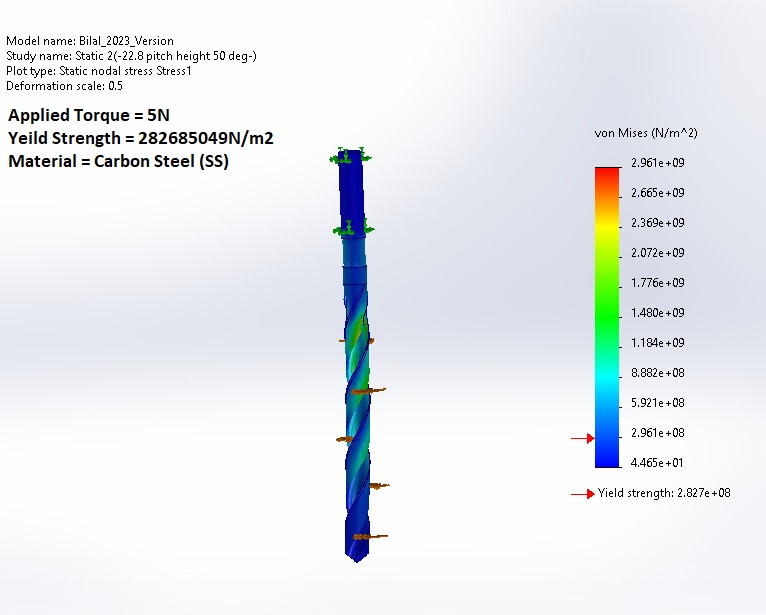 Model name: Bilal_2023_Version
Study name: Static 2(-22.8 pitch height 50 deg-)
Plot type: Static nodal stress Stress1
Deformation scale: 0.5
Applied Torque = 5N
Yeild Strength = 282685049N/m2
Material = Carbon Steel (SS)
von Mises (N/m^2)
2.961e+09
2.665e+09
2.369e+09
2.072e+09
1.776e+09
1.480e+09
1.184e+09
8.882e+08
5.921e+08
2.961e+08
4.465e+01
Yield strength: 2.827e+08